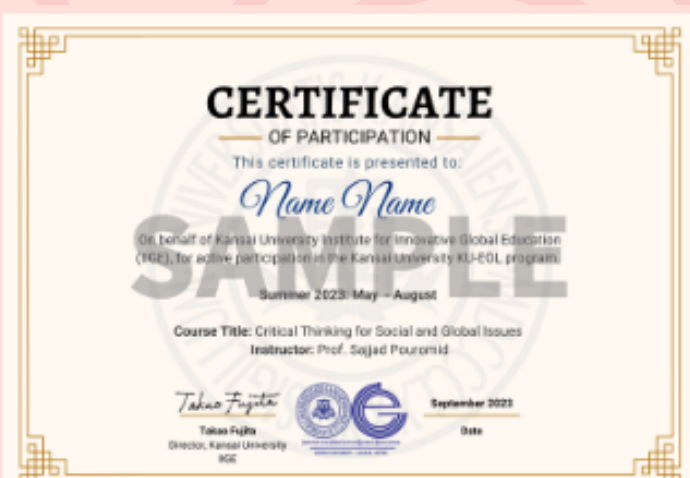 CERTIFICATE
OF PARTICIPATION
This certificate is presented to:
Name Name
SAMPLE
On behalf of Kansai University Institute for Innovative Global Education
(IIGE), for active participation in the Kansai University KU-EOL program.
Summer 2023: May - August
Course Title: Critical Thinking for Social and Global Issues
Instructor: Prof. Sajjad Pouromid
Takao Fujita
September 2023
Takao Fujita
Date
Director, Kansai University
IIGE